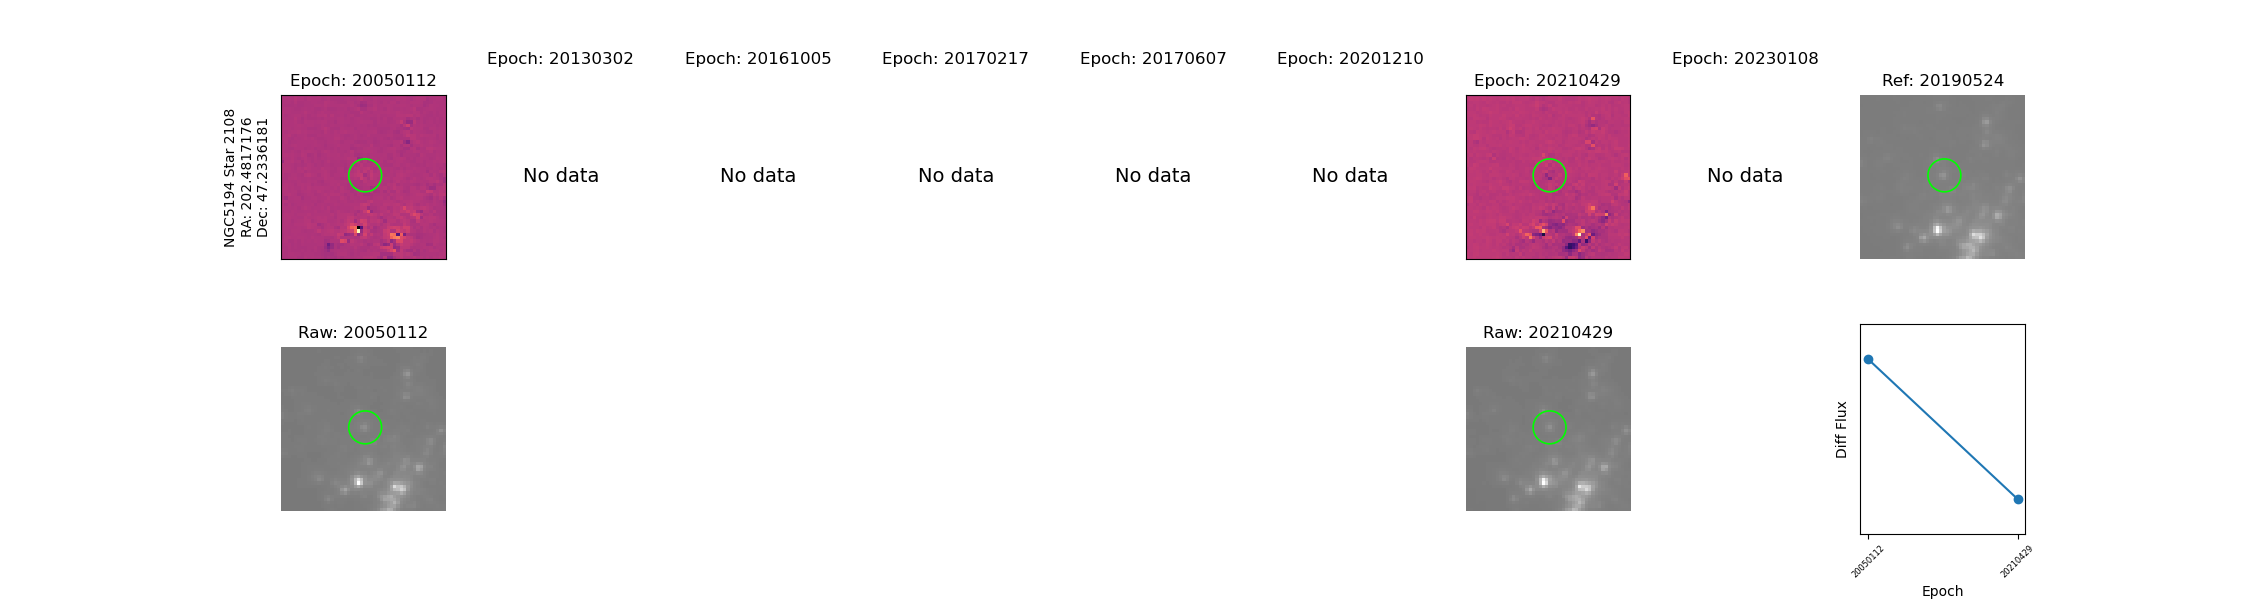 Epoch: 20050112
Epoch: 20130302
Epoch: 20161005
Epoch: 20170217
Epoch: 20170607
Epoch: 20201210
Epoch: 20210429
Epoch: 20230108
Ref: 20190524
NGC5194 Star 2108
RA: 202.4817176
Dec: 47.2336181
No data
No data
No data
No data
No data
No data
Raw: 20050112
Raw: 20210429
Diff Flux
20050112
20210429
Epoch